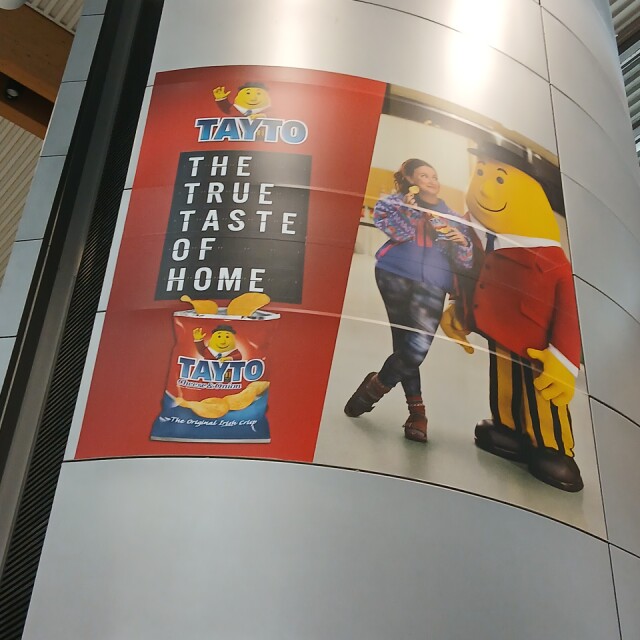 TAYTO
THE
TRUE
TASTE
OF
HOME
TAYTO
Cheese & Onion
The Original Irish Crisp